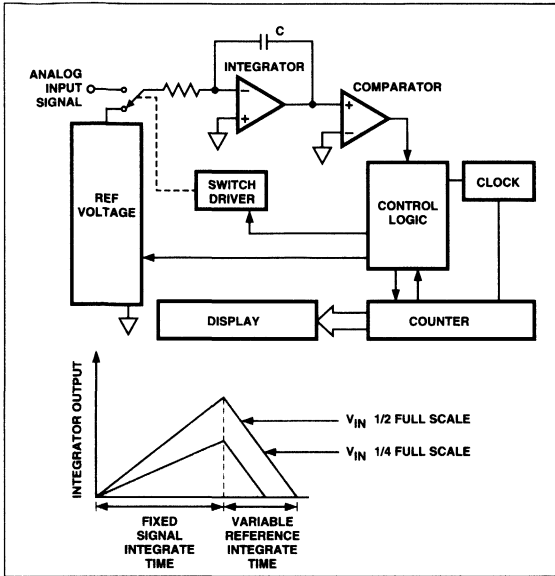 C
ANALOG
INPUT
SIGNAL
INTEGRATOR
−
+
COMPARATOR
+
−
REF
VOLTAGE
SWITCH
DRIVER
CONTROL
LOGIC
CLOCK
DISPLAY
COUNTER
INTEGRATOR OUTPUT
VIN 1/2 FULL SCALE
VIN 1/4 FULL SCALE
FIXED
SIGNAL
INTEGRATE
TIME
VARIABLE
REFERENCE
INTEGRATE
TIME